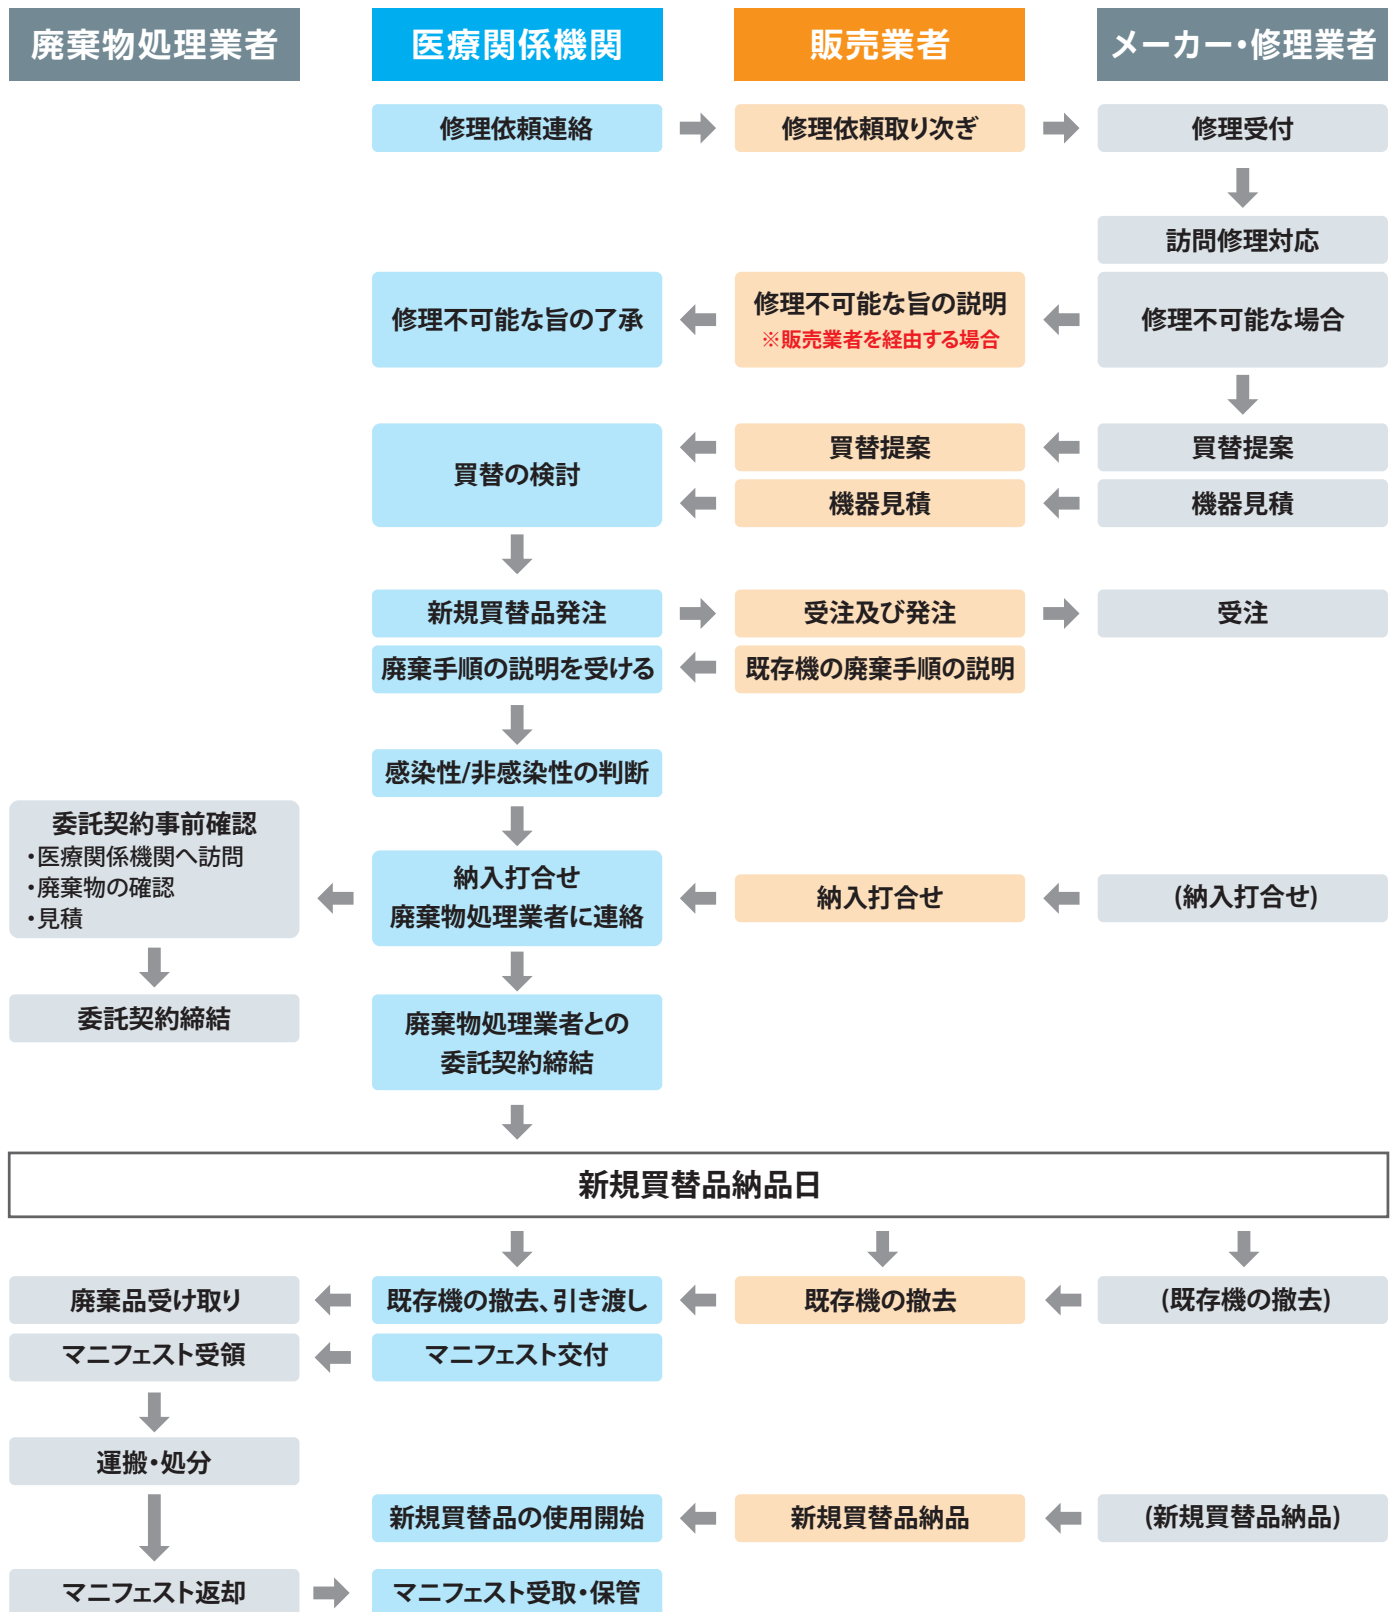 廃棄物処理業者
医療関係機関
販売業者
メーカー・修理業者
修理依頼連絡
修理依頼取り次ぎ
修理受付
訪問修理対応
修理不可能な旨の了承
修理不可能な旨の説明
※販売業者を経由する場合
修理不可能な場合
買替の検討
買替提案
買替提案
機器見積
機器見積
新規買替品発注
受注及び発注
受注
廃棄手順の説明を受ける
既存機の廃棄手順の説明
感染性/非感染性の判断
委託契約事前確認
・医療関係機関へ訪問
・廃棄物の確認
・見積
納入打合せ
廃棄物処理業者に連絡
納入打合せ
(納入打合せ)
委託契約締結
廃棄物処理業者との
委託契約締結
新規買替品納品日
廃棄品受け取り
既存機の撤去、引き渡し
既存機の撤去
(既存機の撤去)
マニフェスト受領
マニフェスト交付
運搬・処分
新規買替品の使用開始
新規買替品納品
(新規買替品納品)
マニフェスト返却
マニフェスト受取・保管